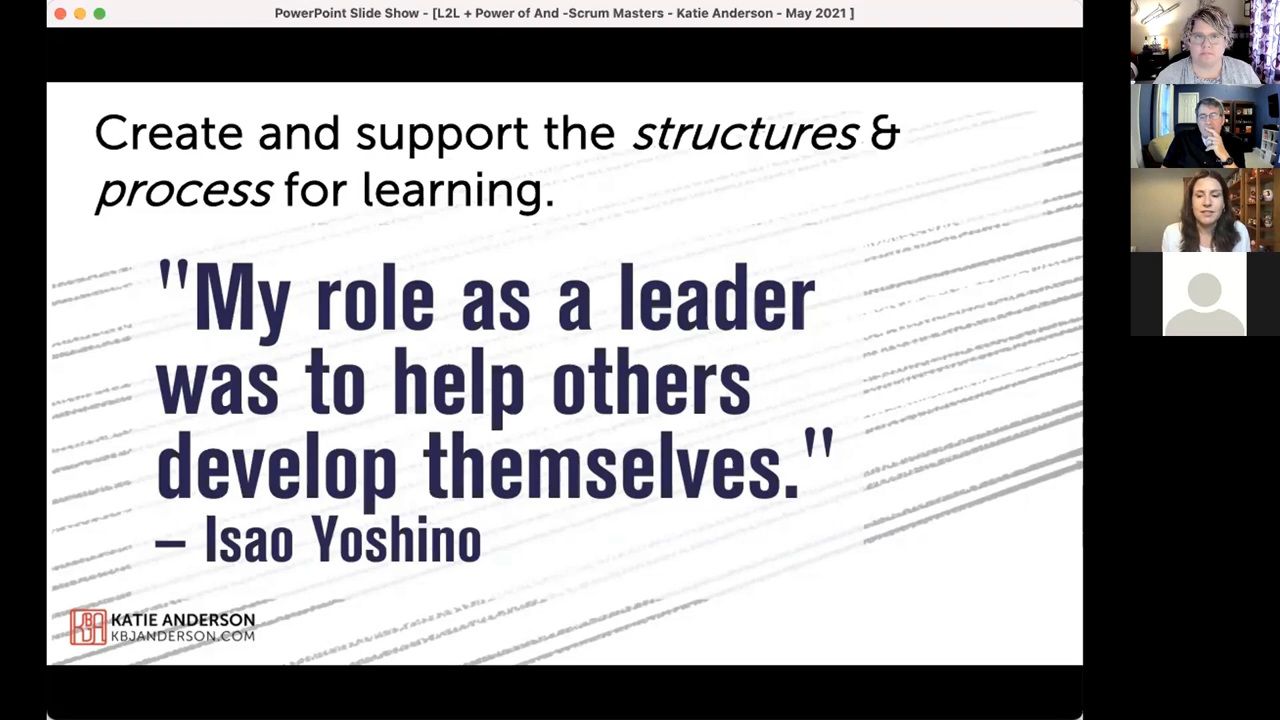 PowerPoint Slide Show - [L2L + Power of And -Scrum Masters - Katie Anderson - May 2021 ]
Create and support the structures &
process for learning.
"My role as a leader
was to help others
develop themselves."
– Isao Yoshino
KATIE ANDERSON
KBJANDERSON.COM